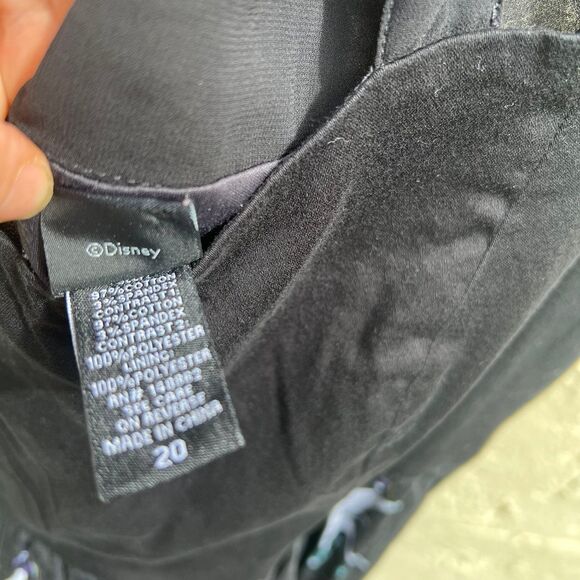 ©Disney
97%COTTON
3%SPANDEX
CONTRAST1:
97%COTTON
3%SPANDEX
CONTRAST2:
100%POLYESTER
LINING:
100%POLYESTER
SEE CARE
ON REVERSE
MADE IN CHINA
20